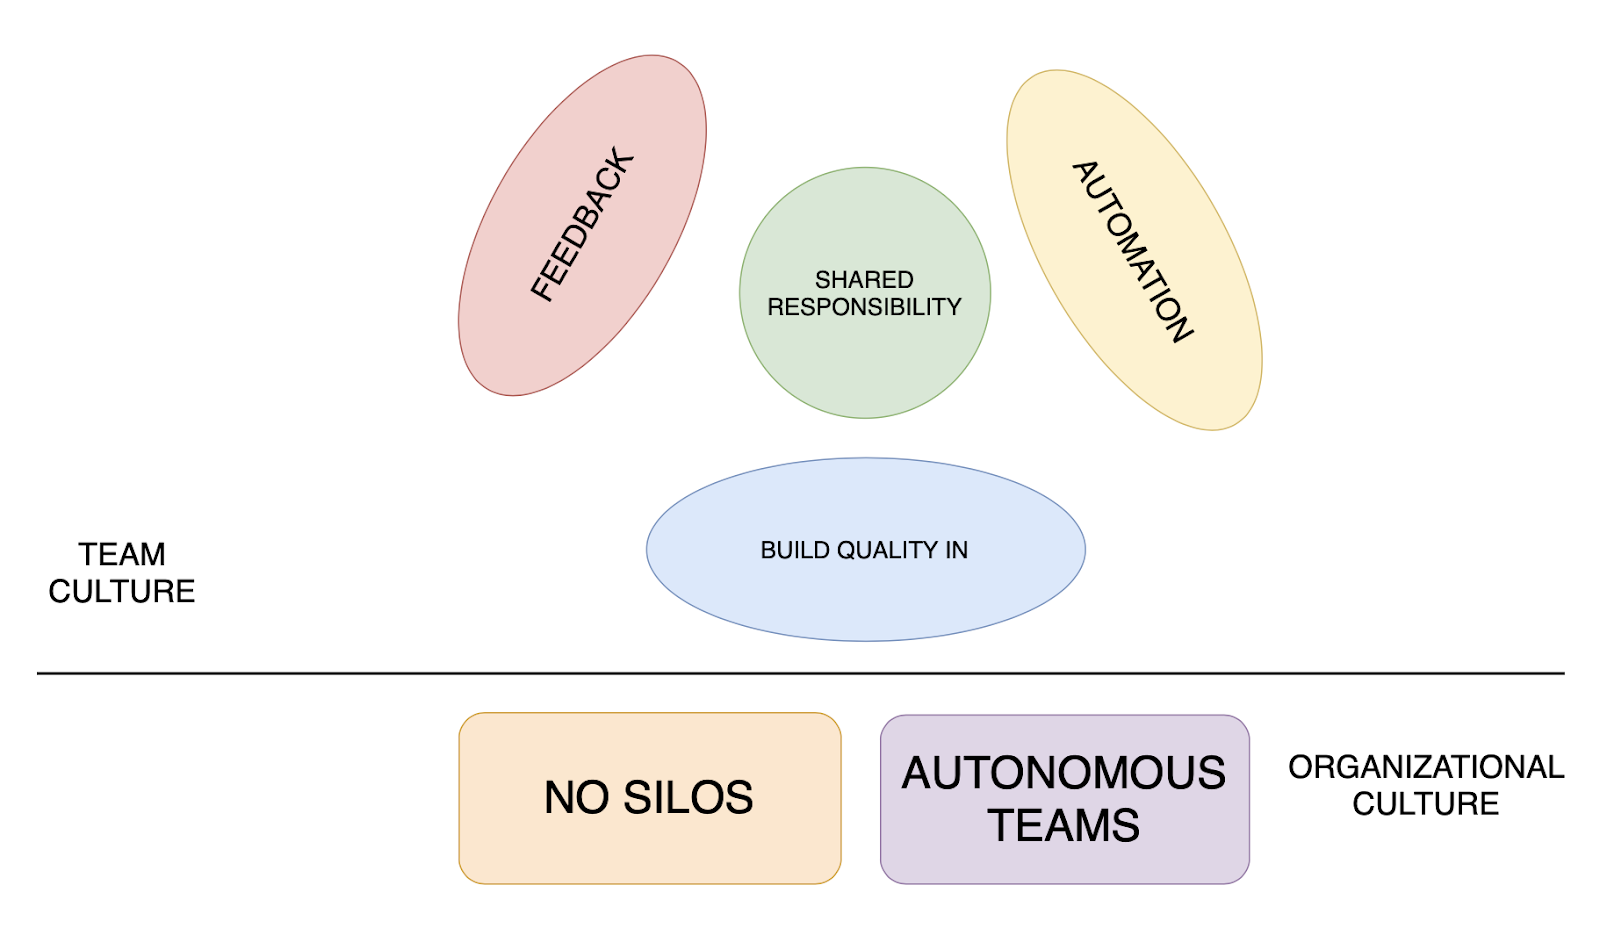 FEEDBACK
AUTOMATION
SHARED
RESPONSIBILITY
BUILD QUALITY IN
TEAM
CULTURE
NO SILOS
AUTONOMOUS
TEAMS
ORGANIZATIONAL
CULTURE